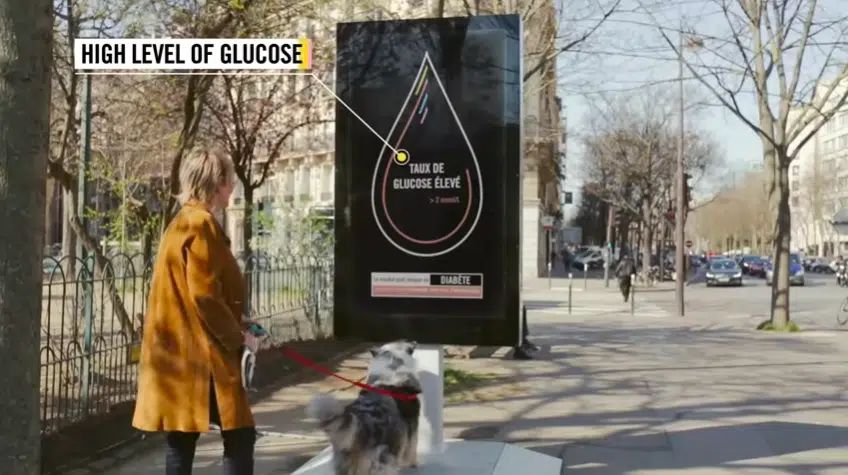 HIGH LEVEL OF GLUCOSE
TAUX DE
GLUCOSE ÉLEVÉ
> 2 mmol/L
DIABÈTE